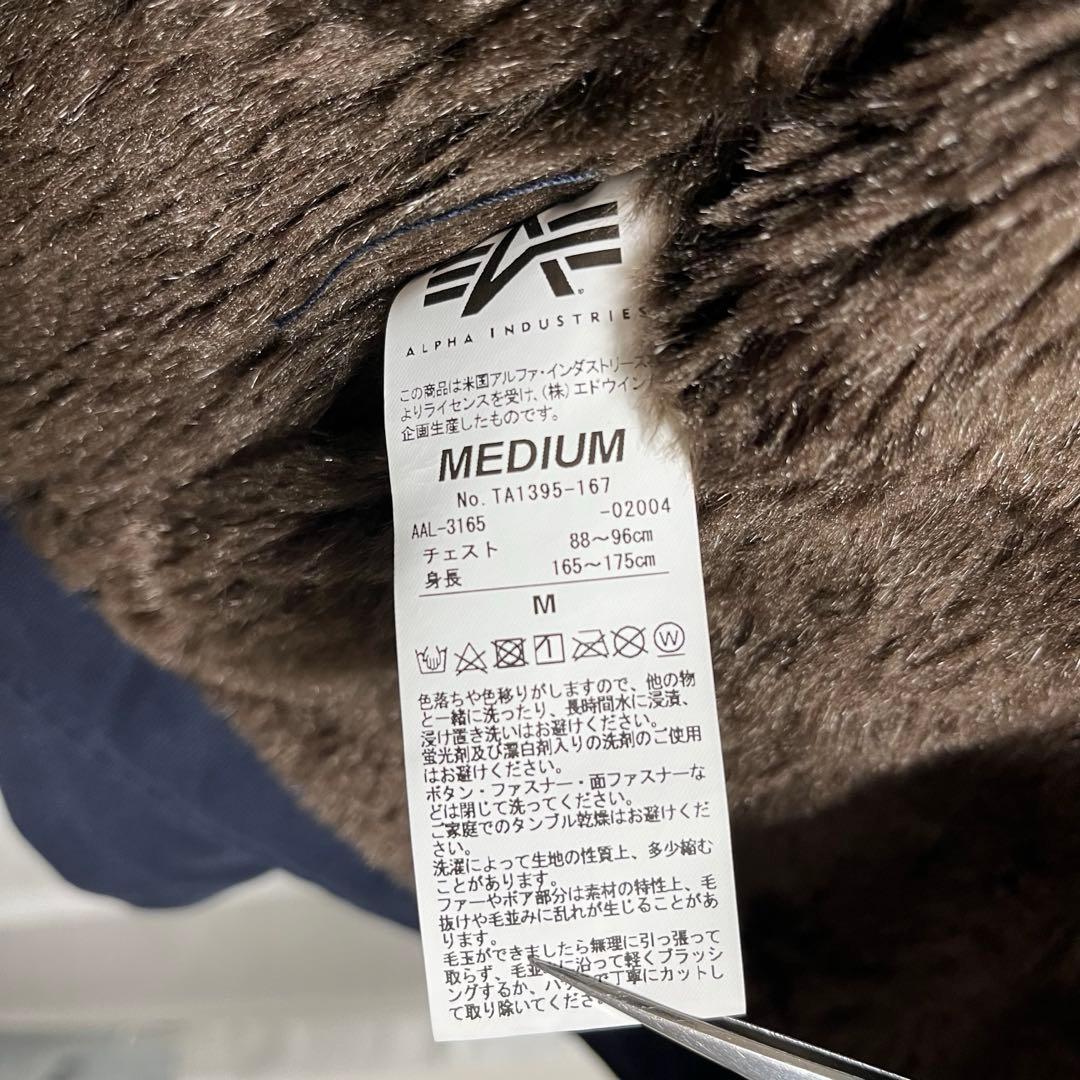 ALPHA INDUSTRIES
この商品は米国アルファ・インダストリーズ
よりライセンスを受け、(株)エドウイン
企画生産したものです。
MEDIUM
No. TA1395-167
AAL-3165 -02004
チェスト 88〜96cm
身長 165〜175cm
M
1 W
色落ちや色移りがしますので、他の物
と一緒に洗ったり、長時間水に浸漬、
浸け置き洗いはお避けください。
蛍光剤及び漂白剤入りの洗剤のご使用
はお避けください。
ボタン・ファスナー・面ファスナーな
どは閉じて洗ってください。
ご家庭でのタンブル乾燥はお避けくだ
さい。
洗濯によって生地の性質上、多少縮む
ことがあります。
ファーやボア部分は素材の特性上、毛
抜けや毛並みに乱れが生じることがあ
ります。
毛玉ができましたら無理に引っ張って
取らず、毛並 に沿って軽くブラッシ
ングするか、ハ で丁寧にカットし
て取り除いてくださ